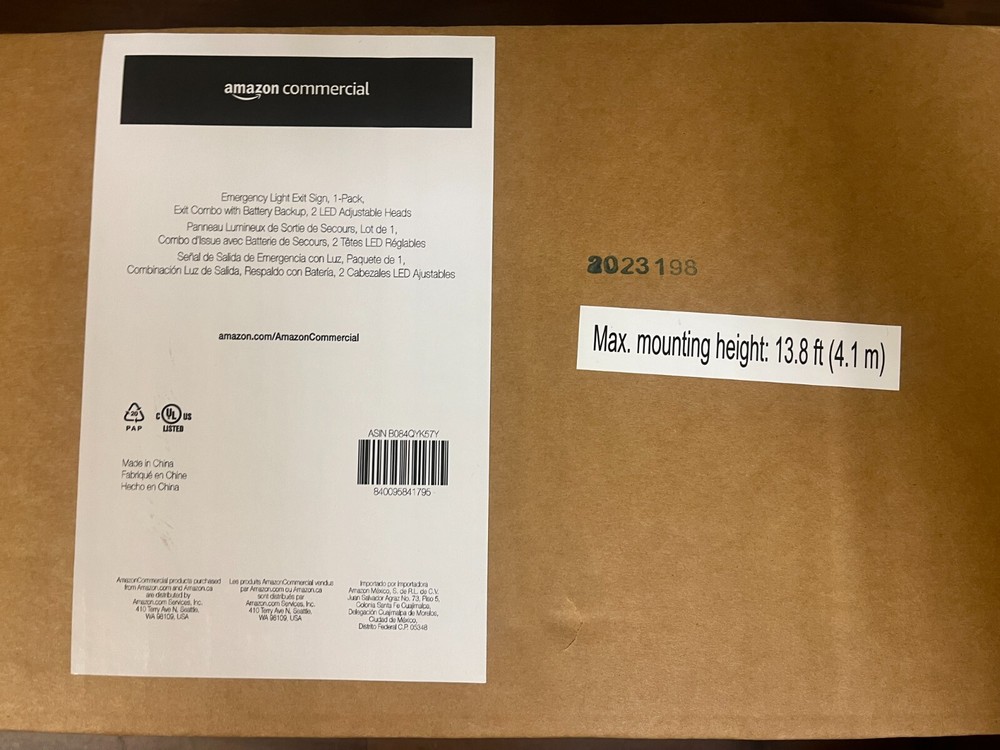 amazon commercial
Emergency Light Exit Sign, 1-Pack,
Exit Combo with Battery Backup, 2 LED Adjustable Heads
Panneau Lumineux de Sortie de Secours, Lot de 1,
Combo d'Issue avec Batterie de Secours, 2 Têtes LED Réglables
Señal de Salida de Emergencia con Luz, Paquete de 1,
Combinación Luz de Salida, Respaldo con Batería, 2 Cabezales LED Ajustables
amazon.com/AmazonCommercial
20
PAP
C UL US
LISTED
Made in China
Fabriqué en Chine
Hecho en China
ASIN B084QYK57Y
840095841795
AmazonCommercial products purchased
from Amazon.com and Amazon.ca
are distributed by
Amazon.com Services, Inc.
410 Terry Ave N, Seattle,
WA 98109, USA
Les produits AmazonCommercial vendus
par Amazon.com ou Amazon.ca
sont distribués par
Amazon.com Services, Inc.
410 Terry Ave N, Seattle,
WA 98109, USA
Importado por Importadora
Amazon México, S. de R.L. de C.V.
Juan Salvador Agraz No. 73, Piso 5,
Colonia Santa Fe Cuajimalpa,
Delegación Cuajimalpa de Morelos,
Ciudad de México,
Distrito Federal C.P. 05348
2023198
Max. mounting height: 13.8 ft (4.1 m)